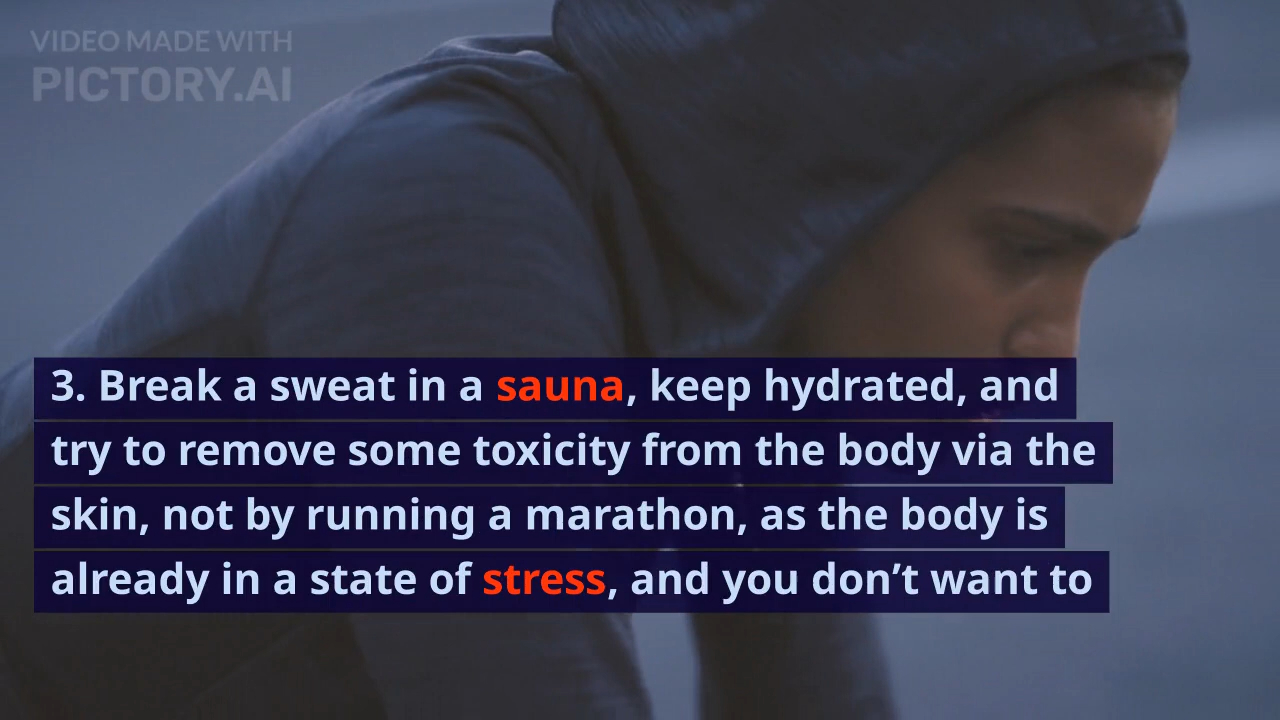 VIDEO MADE WITH
PICTORY.AI
3. Break a sweat in a sauna, keep hydrated, and
try to remove some toxicity from the body via the
skin, not by running a marathon, as the body is
already in a state of stress, and you don’t want to